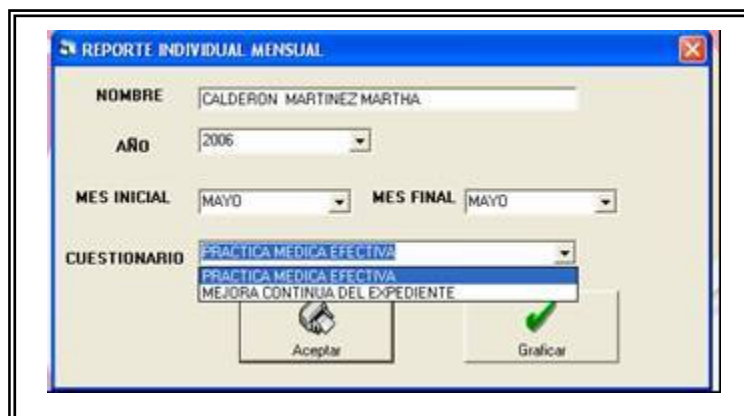 REPORTE INDIVIDUAL MENSUAL
NOMBRE CALDERON MARTINEZ MARTHA
AÑO 2006
MES INICIAL MAYO MES FINAL MAYO
CUESTIONARIO PRACTICA MEDICA EFECTIVA
PRACTICA MEDICA EFECTIVA
MEJORA CONTINUA DEL EXPEDIENTE
Aceptar Graficar